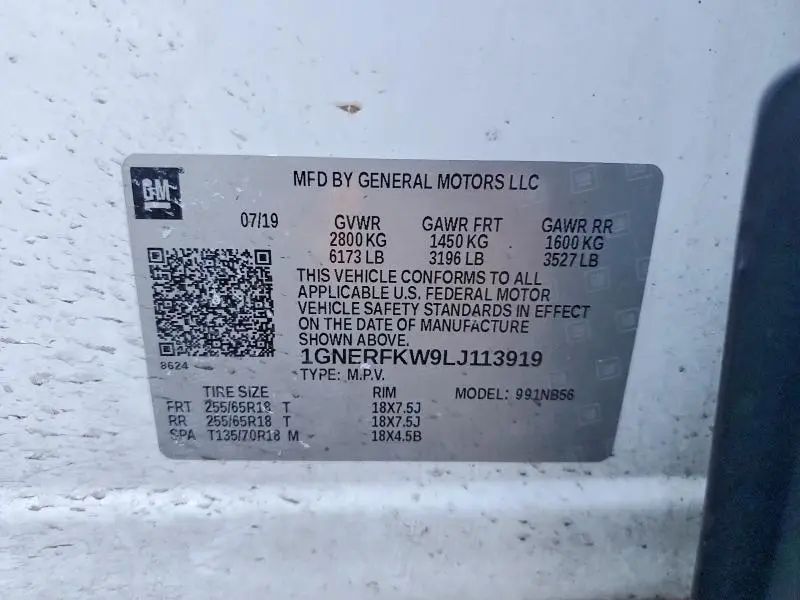 GM
MFD BY GENERAL MOTORS LLC
07/19 GVWR GAWR FRT GAWR RR
2800 KG 1450 KG 1600 KG
6173 LB 3196 LB 3527 LB
THIS VEHICLE CONFORMS TO ALL
APPLICABLE U.S. FEDERAL MOTOR
VEHICLE SAFETY STANDARDS IN EFFECT
ON THE DATE OF MANUFACTURE
SHOWN ABOVE.
8624 1GNERFKW9LJ113919
TYPE: M.P.V.
TIRE SIZE RIM MODEL: 991NB56
FRT 255/65R18 T 18X7.5J
RR 255/65R18 T 18X7.5J
SPA T135/70R18 M 18X4.5B